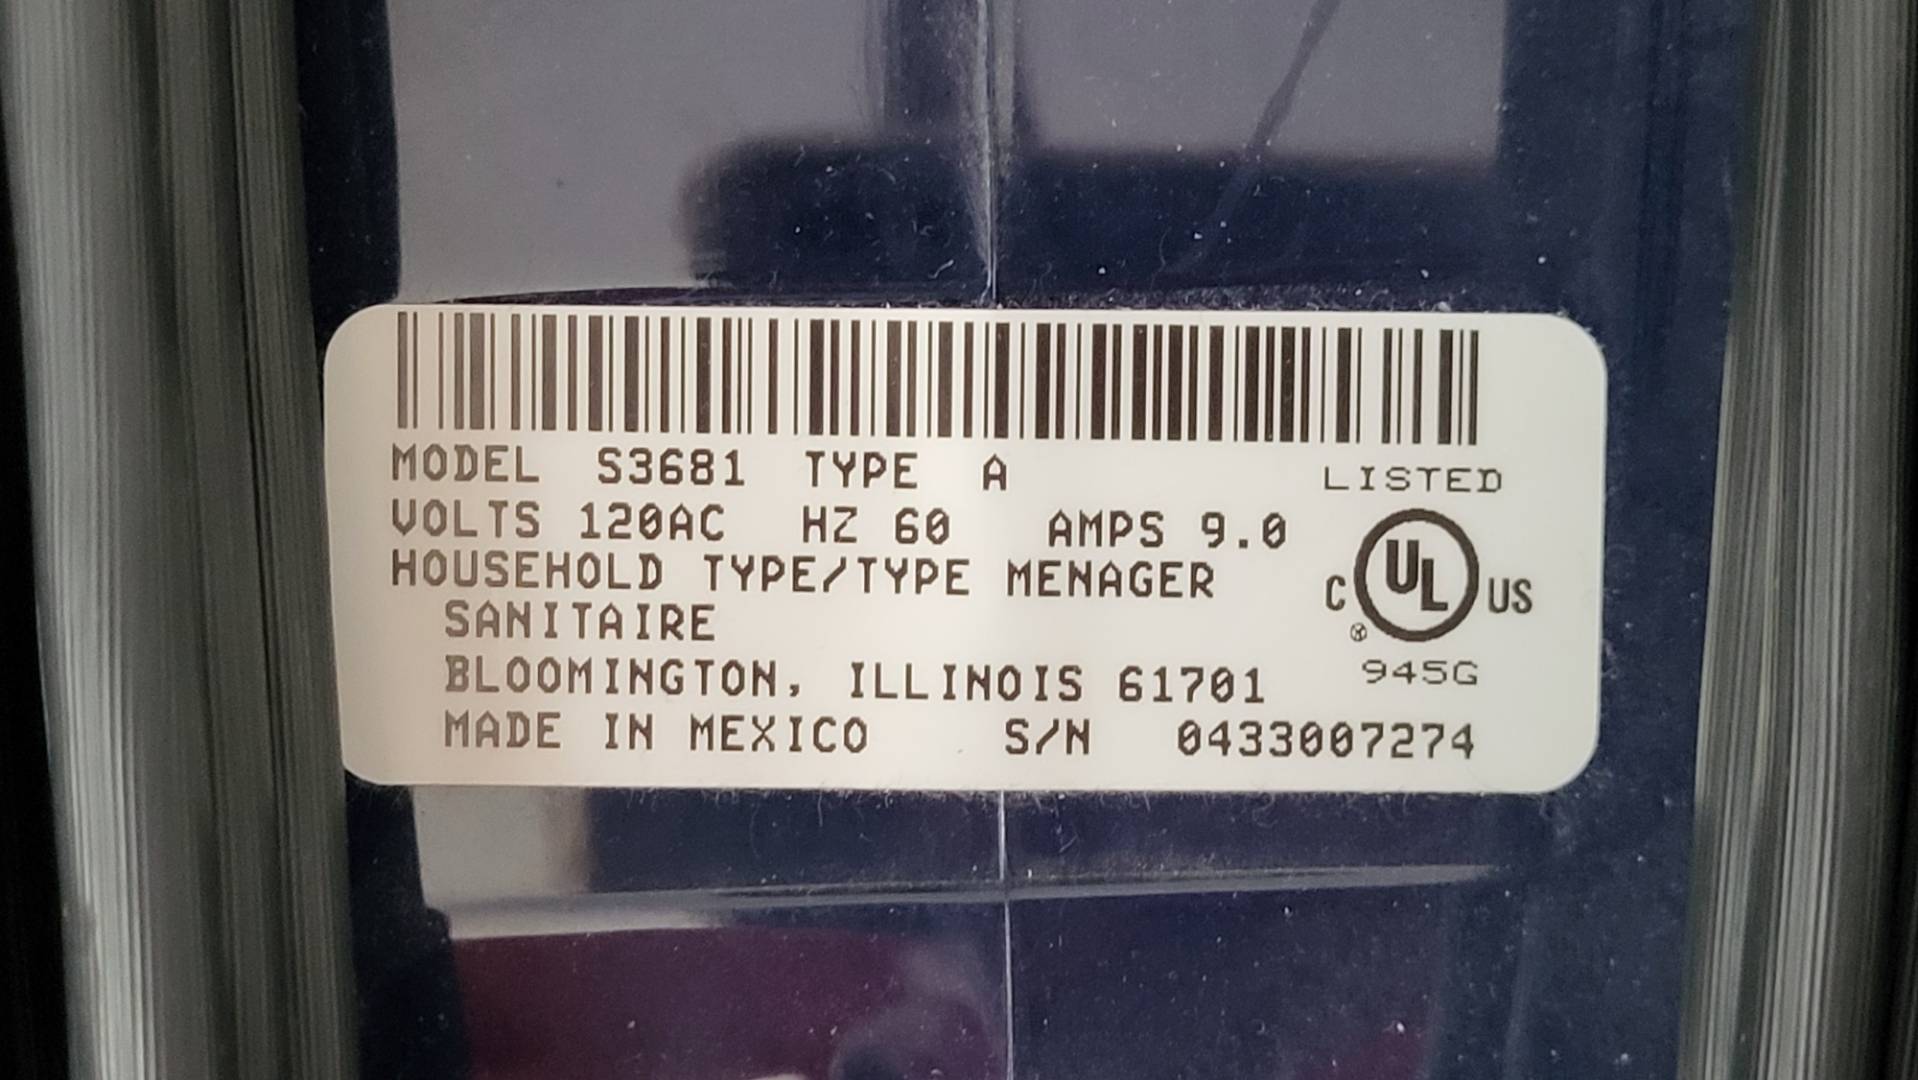 MODEL S3681 TYPE A
LISTED
VOLTS 120AC HZ 60 AMPS 9.0
HOUSEHOLD TYPE/TYPE MENAGER
C UL US
®
SANITAIRE
BLOOMINGTON, ILLINOIS 61701
945G
MADE IN MEXICO S/N 0433007274